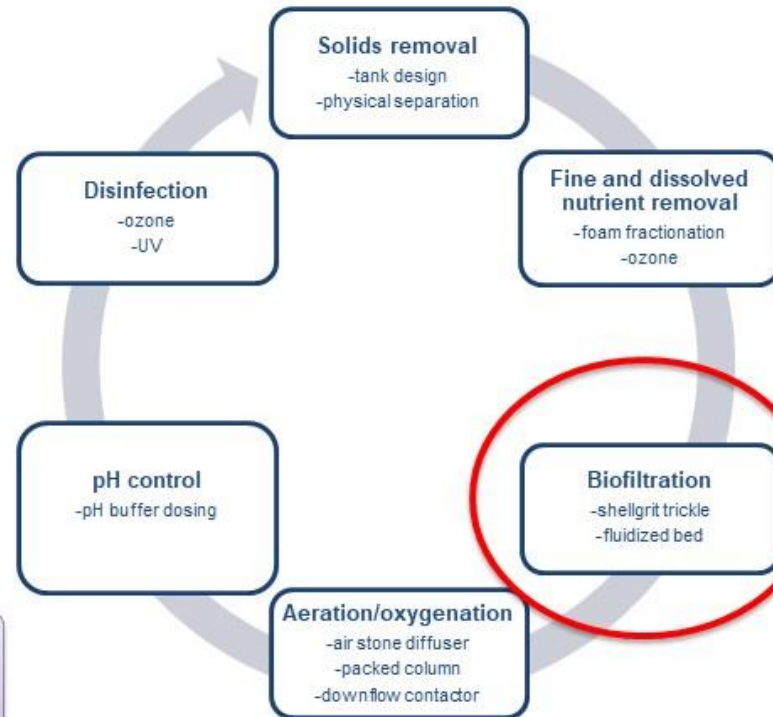 Solids removal
-tank design
-physical separation
Fine and dissolved
nutrient removal
-foam fractionation
-ozone
Biofiltration
-shellgrit trickle
-fluidized bed
Aeration/oxygenation
-air stone diffuser
-packed column
-downflow contactor
pH control
-pH buffer dosing
Disinfection
-ozone
-UV